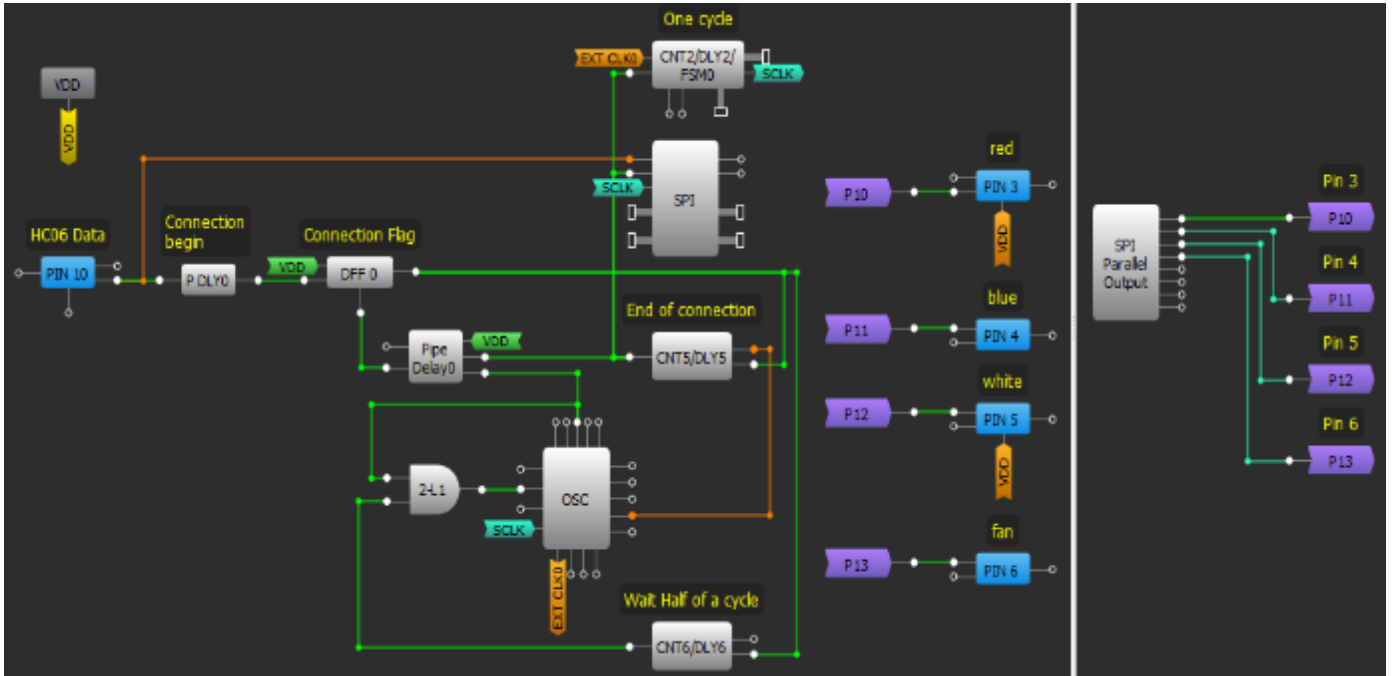 One cycle
EXT CLK0
CNT2/DLY2/
FSM0
SCLK
VDD
VDD
SCLK
SPI
HC06 Data
PIN 10
Connection
begin
P DLY0
Connection Flag
VDD
DFF 0
End of connection
CNT5/DLY5
Pipe
Delay0
VDD
2-L1
OSC
SCLK
EXT CLK0
Wait Half of a cycle
CNT6/DLY6
red
P10
PIN 3
VDD
blue
P11
PIN 4
white
P12
PIN 5
VDD
fan
P13
PIN 6
SPI
Parallel
Output
Pin 3
P10
Pin 4
P11
Pin 5
P12
Pin 6
P13